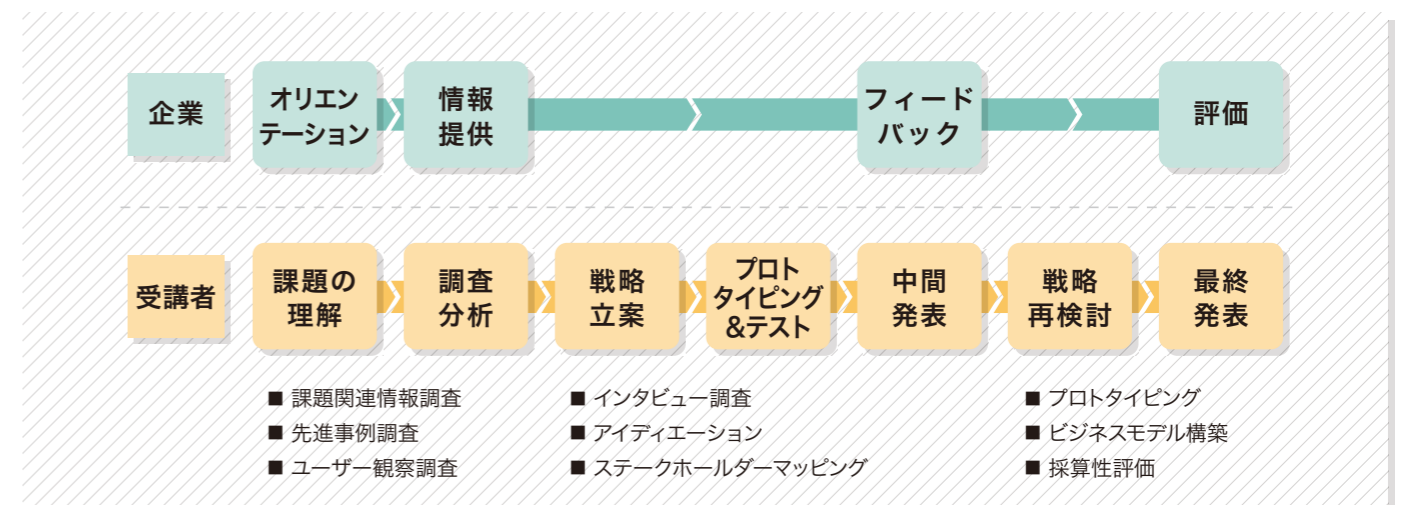 企業
オリエン
テーション
情報
提供
フィード
バック
評価
受講者
課題の
理解
調査
分析
戦略
立案
プロト
タイピング
&テスト
中間
発表
戦略
再検討
最終
発表
■ 課題関連情報調査
■ 先進事例調査
■ ユーザー観察調査
■ インタビュー調査
■ アイディエーション
■ ステークホールダーマッピング
■ プロトタイピング
■ ビジネスモデル構築
■ 採算性評価